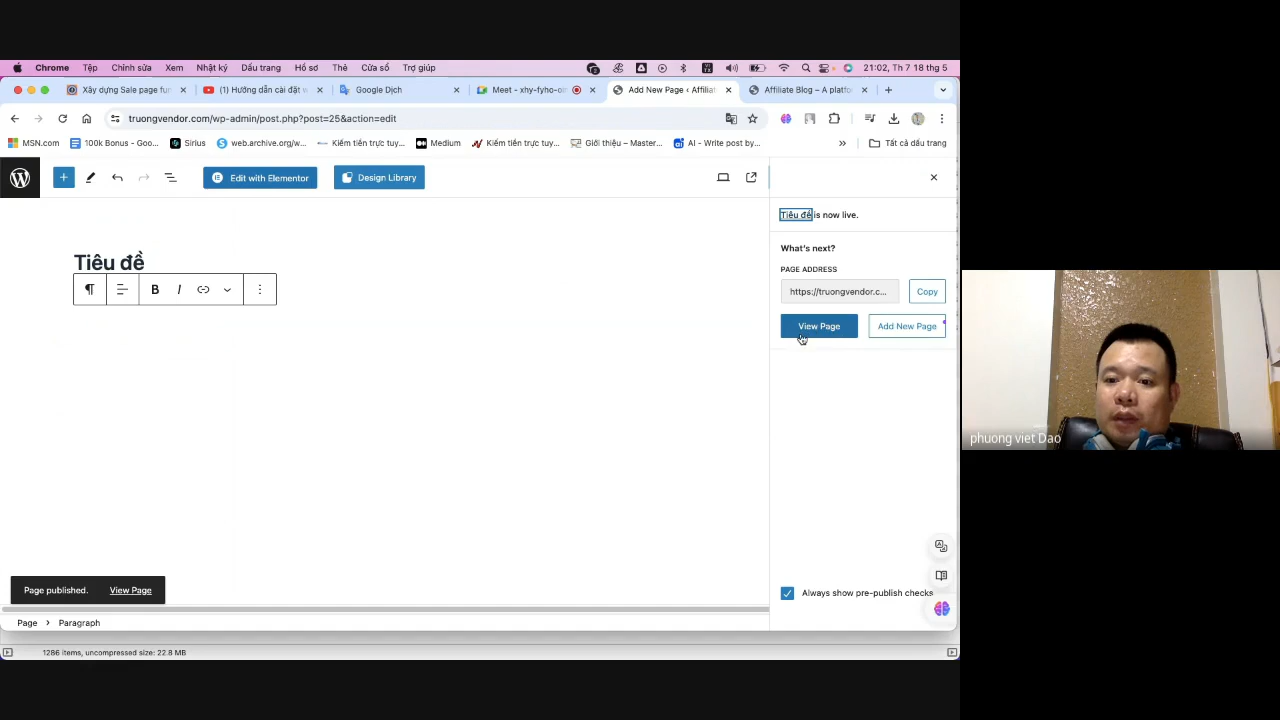 Chrome Tệp Chỉnh sửa Xem Nhật ký Dấu trang Hồ sơ Thẻ Cửa sổ Trợ giúp 21:02, Th 7 18 thg 5
Xây dựng Sale page fun (1) Hướng dẫn cài đặt w Google Dịch Meet - xhy-fyho-oi Add New Page ‹ Affiliat Affiliate Blog – A platfo
truongvendor.com/wp-admin/post.php?post=25&action=edit
MSN.com 100k Bonus - Goo... Sirius web.archive.org/w... Kiếm tiền trực tuy... Medium Kiếm tiền trực tuy... Giới thiệu – Master... AI - Write post by... » Tất cả dấu trang
Edit with Elementor Design Library
Tiêu đề is now live.
What's next?
PAGE ADDRESS
https://truongvendor.c... Copy
View Page Add New Page
Tiêu đề
B I
phuong viet Dao
Page published. View Page
Always show pre-publish checks
Page › Paragraph
1286 items, uncompressed size: 22.8 MB